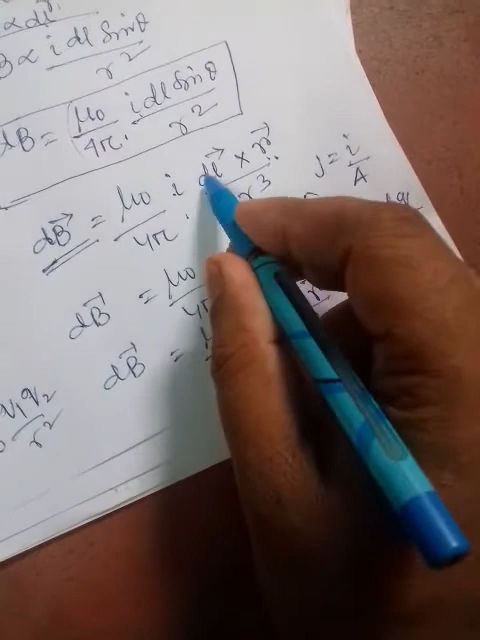 ∝ dl
B ∝ i dl sinθ / r²
dB = μ₀/4π · i dl sinθ / r²
dB⃗ = μ₀/4π · i dl⃗ × r⃗ / r³
J = i/A
dB⃗ = μ₀/4π
dB⃗ =
q₁q₂ / r²